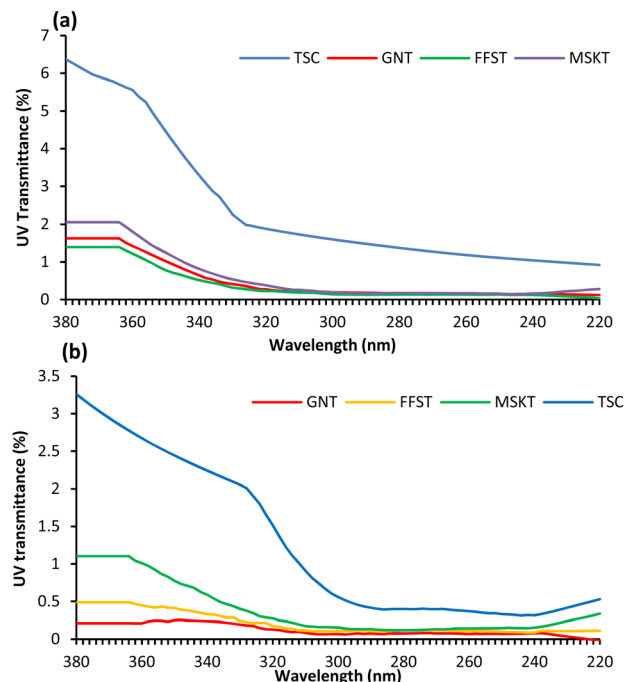 (a)
7
6
5
4
3
2
1
0
UV Transmittance (%)
TSC GNT FFST MSKT
380 360 340 320 300 280 260 240 220
Wavelength (nm)
(b)
3.5
3
2.5
2
1.5
1
0.5
0
UV transmittance (%)
GNT FFST MSKT TSC
380 360 340 320 300 280 260 240 220
Wavelength (nm)